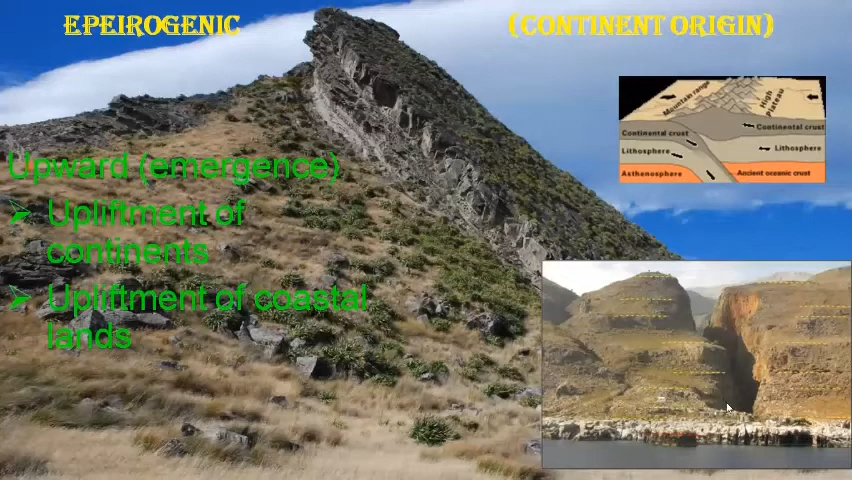 EPEIROGENIC (CONTINENT ORIGIN)
Upward (emergence)
Upliftment of
continents
Upliftment of coastal
lands
Mountain range
High
Plateau
Continental crust
Continental crust
Lithosphere
Lithosphere
Asthenosphere
Ancient oceanic crust